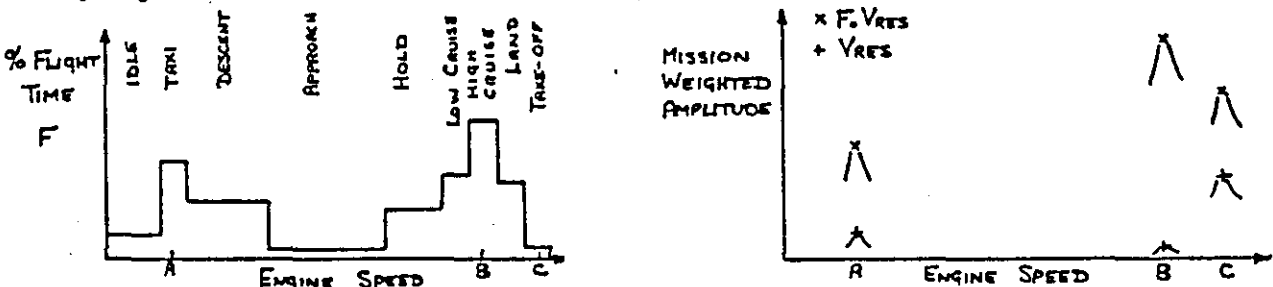 % FLIGHT
TIME
F
IDLE
TAXI
DESCENT
APPROACH
HOLD
LOW CRUISE
HIGH
CRUISE
LAND
TAKE-OFF
A
B
C
ENGINE SPEED
MISSION
WEIGHTED
AMPLITUDE
× F. VRES
+ VRES
A
B
C
ENGINE SPEED